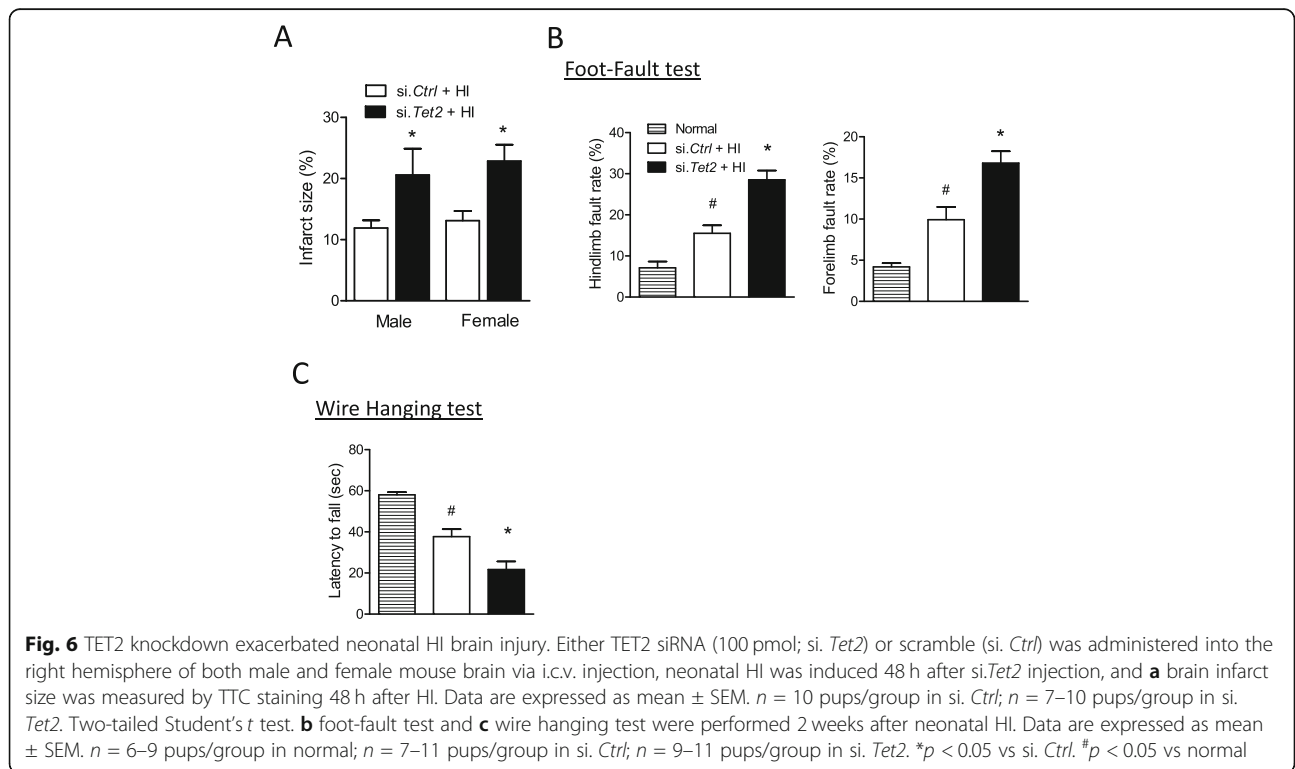 A
si.Ctrl + HI
si.Tet2 + HI
30
20
10
0
Infarct size (%)
*
*
Male
Female
B
Foot-Fault test
Normal
si.Ctrl + HI
si.Tet2 + HI
40
30
20
10
0
Hindlimb fault rate (%)
#
*
20
15
10
5
0
Forelimb fault rate (%)
#
*
C
Wire Hanging test
80
60
40
20
0
Latency to fall (sec)
#
*
Fig. 6 TET2 knockdown exacerbated neonatal HI brain injury. Either TET2 siRNA (100 pmol; si. Tet2) or scramble (si. Ctrl) was administered into the
right hemisphere of both male and female mouse brain via i.c.v. injection, neonatal HI was induced 48 h after si.Tet2 injection, and a brain infarct
size was measured by TTC staining 48 h after HI. Data are expressed as mean ± SEM. n = 10 pups/group in si. Ctrl; n = 7–10 pups/group in si.
Tet2. Two-tailed Student's t test. b foot-fault test and c wire hanging test were performed 2 weeks after neonatal HI. Data are expressed as mean
± SEM. n = 6–9 pups/group in normal; n = 7–11 pups/group in si. Ctrl; n = 9–11 pups/group in si. Tet2. *p < 0.05 vs si. Ctrl. #p < 0.05 vs normal